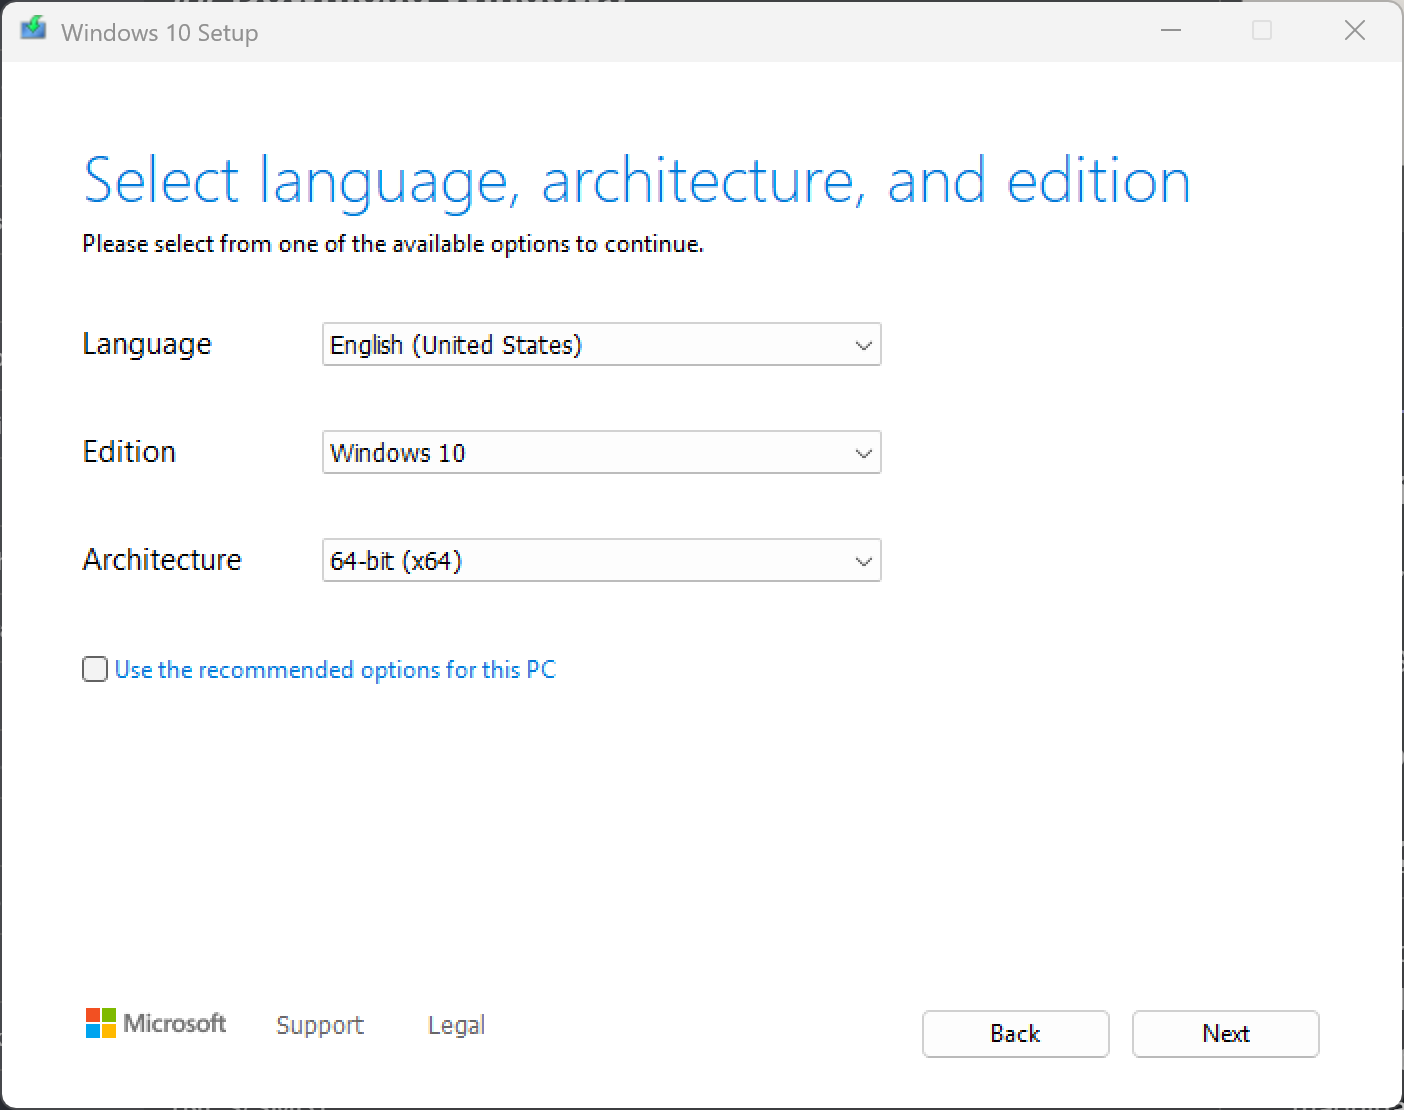 Windows 10 Setup
Select language, architecture, and edition
Please select from one of the available options to continue.
Language
English (United States)
Edition
Windows 10
Architecture
64-bit (x64)
Use the recommended options for this PC
Microsoft
Support
Legal
Back
Next